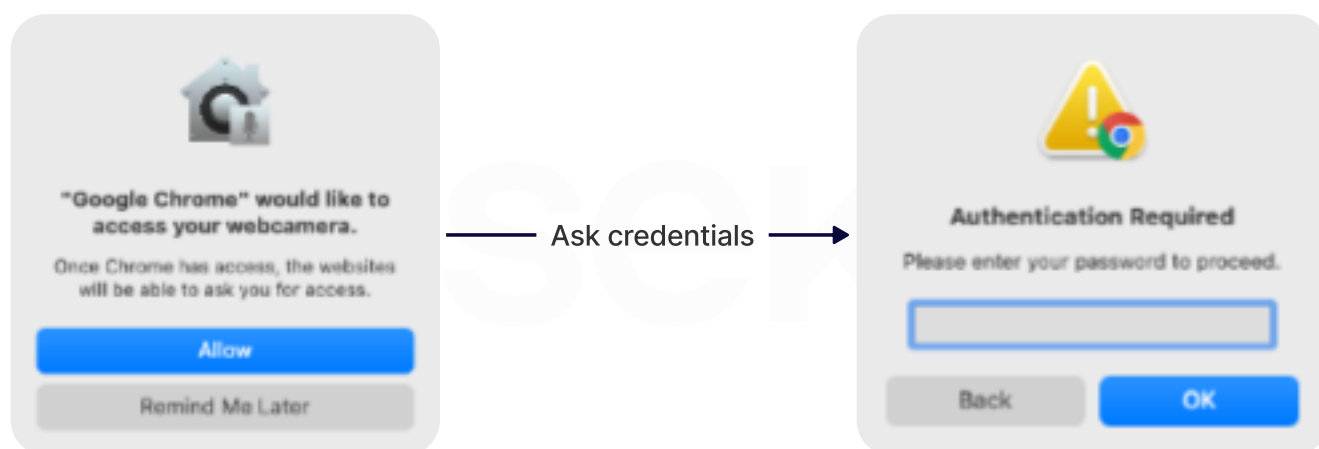 "Google Chrome" would like to
access your webcamera.
Once Chrome has access, the websites
will be able to ask you for access.
Allow
Remind Me Later
Ask credentials
Authentication Required
Please enter your password to proceed.
Back
OK